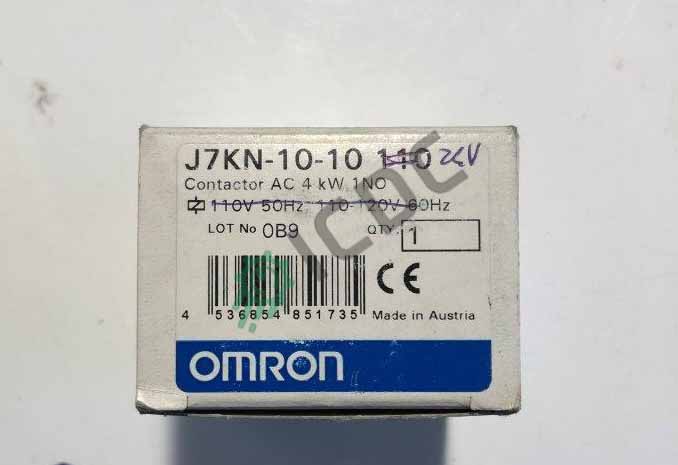 J7KN-10-10 110 24V
Contactor AC 4 kW 1NO
110V 50Hz, 110-120V 60Hz
LOT No 0B9 QTY. 1
ICDC
CE
4 536854 851735 Made in Austria
OMRON